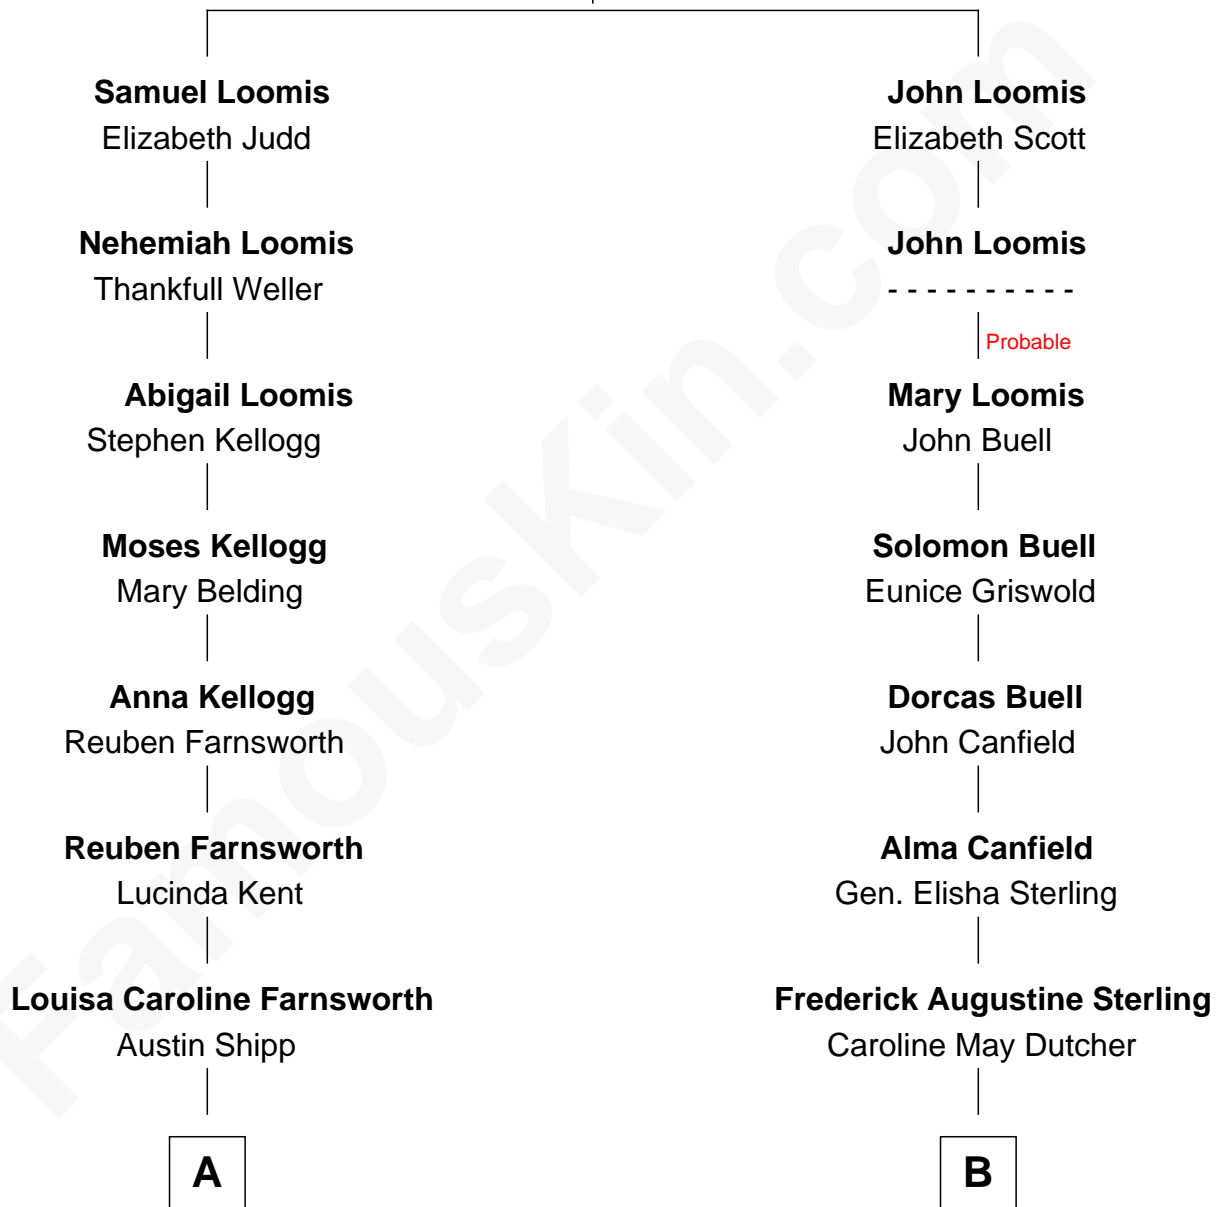 Samuel Loomis
Elizabeth Judd
John Loomis
Elizabeth Scott
Nehemiah Loomis
Thankfull Weller
John Loomis
- - - - - - - - - -
Probable
Abigail Loomis
Stephen Kellogg
Mary Loomis
John Buell
Moses Kellogg
Mary Belding
Solomon Buell
Eunice Griswold
Anna Kellogg
Reuben Farnsworth
Dorcas Buell
John Canfield
Reuben Farnsworth
Lucinda Kent
Alma Canfield
Gen. Elisha Sterling
Louisa Caroline Farnsworth
Austin Shipp
Frederick Augustine Sterling
Caroline May Dutcher
A
B
FamousKin.com